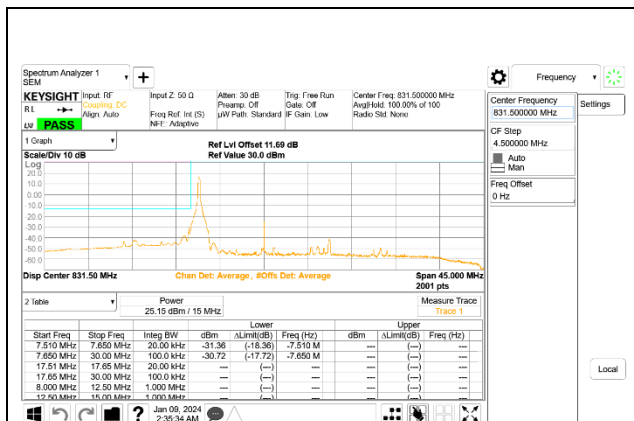 Spectrum Analyzer 1
SEM
Frequency
KEYSIGHT
Input: RF
Input Z: 50 Ω
Atten: 30 dB
Trig: Free Run
Center Freq: 831.500000 MHz
RL
Coupling: DC
Preamp: Off
Gate: Off
Avg|Hold: 100.00% of 100
Align: Auto
Freq Ref: Int (S)
µW Path: Standard
IF Gain: Low
Radio Std: None
NFE: Adaptive
PASS
Center Frequency
831.500000 MHz
Settings
CF Step
4.500000 MHz
Auto
Man
Freq Offset
0 Hz
1 Graph
Ref Lvl Offset 11.69 dB
Scale/Div 10 dB
Ref Value 30.0 dBm
Log
20.0
10.0
0.00
-10.0
-20.0
-30.0
-40.0
-50.0
-60.0
Disp Center 831.50 MHz
Chan Det: Average , #Offs Det: Average
Span 45.000 MHz
2001 pts
2 Table
Power
25.15 dBm / 15 MHz
Measure Trace
Trace 1
Lower
Upper
Start Freq Stop Freq Integ BW dBm ΔLimit(dB) Freq (Hz) dBm ΔLimit(dB) Freq (Hz)
7.510 MHz 7.650 MHz 20.00 kHz -31.36 (-18.36) -7.510 M --- (---) ---
7.650 MHz 30.00 MHz 100.0 kHz -30.72 (-17.72) -7.650 M --- (---) ---
17.51 MHz 17.65 MHz 20.00 kHz --- (---) --- --- (---) ---
17.65 MHz 30.00 MHz 100.0 kHz --- (---) --- --- (---) ---
8.000 MHz 12.50 MHz 1.000 MHz --- (---) --- --- (---) ---
12.50 MHz 15.00 MHz 1.000 MHz --- (---) --- --- (---) ---
Local
Jan 09, 2024
2:35:34 AM